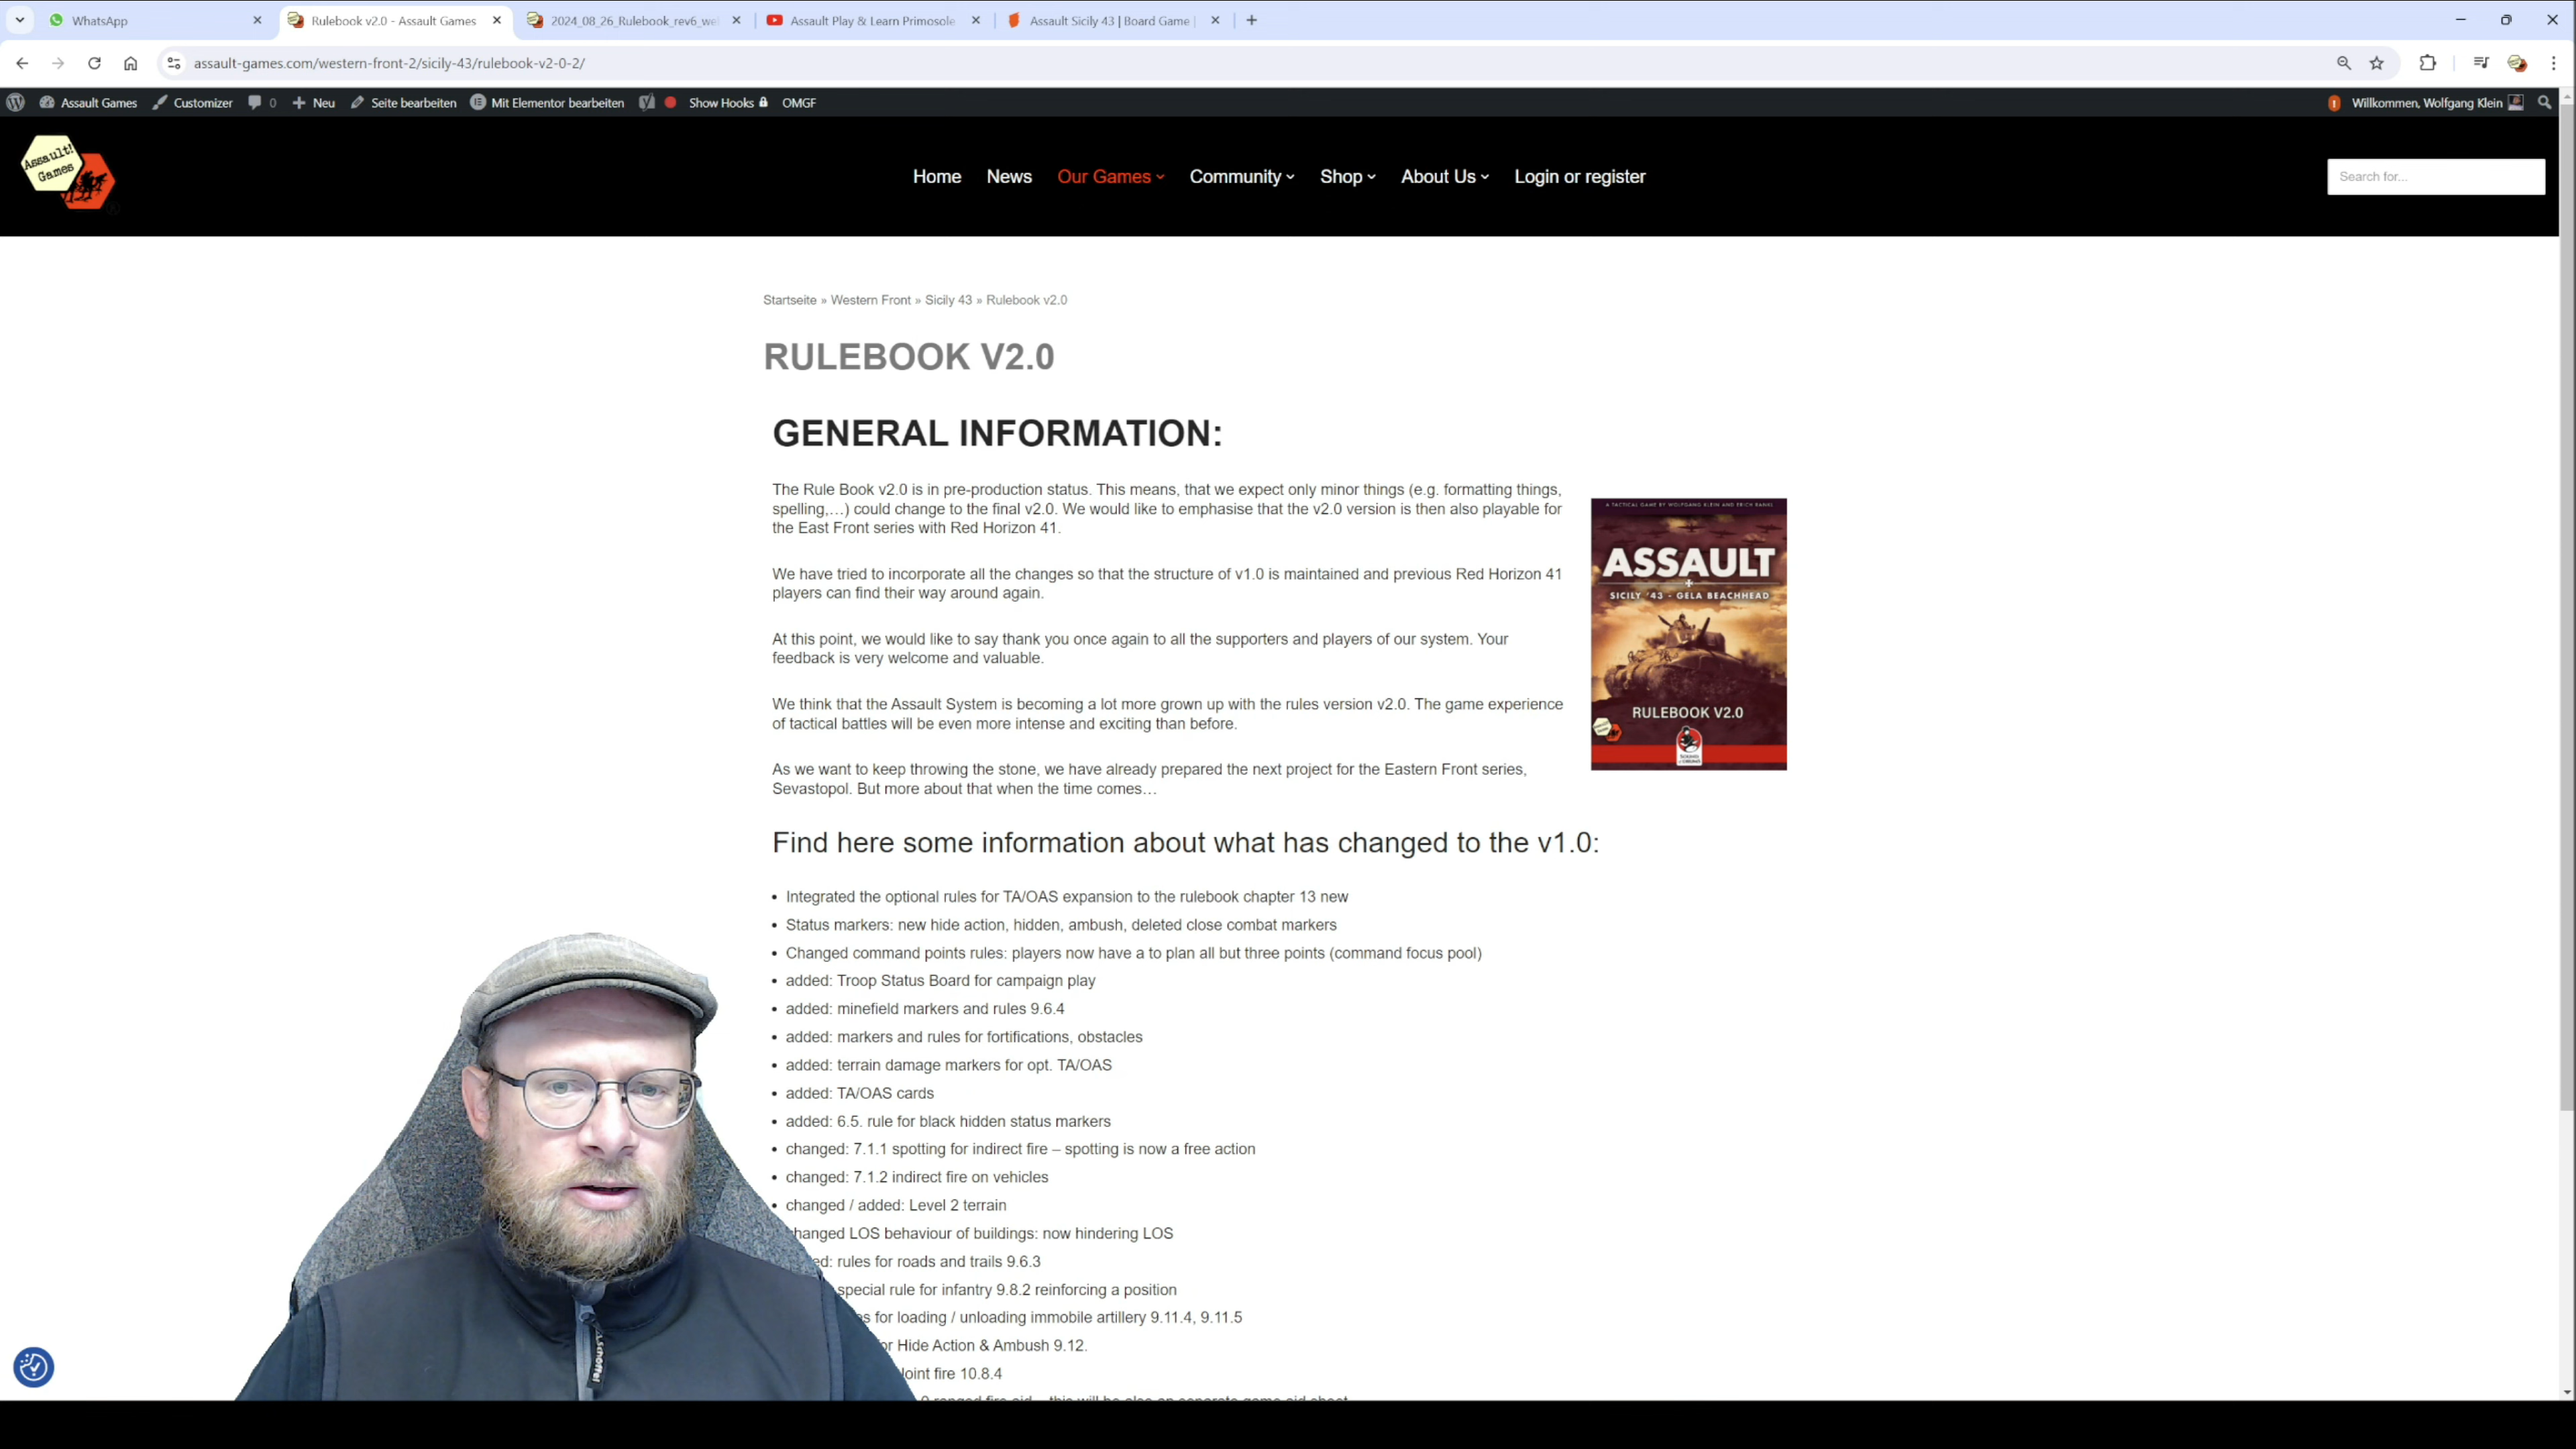 WhatsApp
Rulebook v2.0 - Assault Games
2024_08_26_Rulebook_rev6_we
Assault Play & Learn Primosole
Assault Sicily 43 | Board Game |
assault-games.com/western-front-2/sicily-43/rulebook-v2-0-2/
Assault Games
Customizer
0
Neu
Seite bearbeiten
Mit Elementor bearbeiten
Show Hooks
OMGF
Willkommen, Wolfgang Klein
Assault!
Games
Home
News
Our Games
Community
Shop
About Us
Login or register
Search for...
Startseite » Western Front » Sicily 43 » Rulebook v2.0
RULEBOOK V2.0
GENERAL INFORMATION:
The Rule Book v2.0 is in pre-production status. This means, that we expect only minor things (e.g. formatting things,
spelling,…) could change to the final v2.0. We would like to emphasise that the v2.0 version is then also playable for
the East Front series with Red Horizon 41.
We have tried to incorporate all the changes so that the structure of v1.0 is maintained and previous Red Horizon 41
players can find their way around again.
At this point, we would like to say thank you once again to all the supporters and players of our system. Your
feedback is very welcome and valuable.
We think that the Assault System is becoming a lot more grown up with the rules version v2.0. The game experience
of tactical battles will be even more intense and exciting than before.
As we want to keep throwing the stone, we have already prepared the next project for the Eastern Front series,
Sevastopol. But more about that when the time comes…
A TACTICAL GAME BY WOLFGANG KLEIN AND ERICH RANKL
ASSAULT
SICILY '43 - GELA BEACHHEAD
RULEBOOK V2.0
Find here some information about what has changed to the v1.0:
• Integrated the optional rules for TA/OAS expansion to the rulebook chapter 13 new
• Status markers: new hide action, hidden, ambush, deleted close combat markers
• Changed command points rules: players now have a to plan all but three points (command focus pool)
• added: Troop Status Board for campaign play
• added: minefield markers and rules 9.6.4
• added: markers and rules for fortifications, obstacles
• added: terrain damage markers for opt. TA/OAS
• added: TA/OAS cards
• added: 6.5. rule for black hidden status markers
• changed: 7.1.1 spotting for indirect fire – spotting is now a free action
• changed: 7.1.2 indirect fire on vehicles
• changed / added: Level 2 terrain
hanged LOS behaviour of buildings: now hindering LOS
ed: rules for roads and trails 9.6.3
special rule for infantry 9.8.2 reinforcing a position
s for loading / unloading immobile artillery 9.11.4, 9.11.5
or Hide Action & Ambush 9.12.
Joint fire 10.8.4